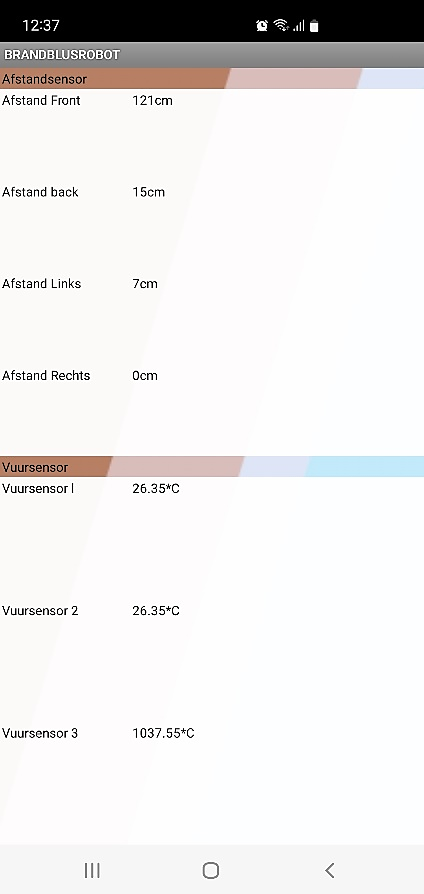 12:37
BRANDBLUSROBOT
Afstandsensor
Afstand Front 121cm
Afstand back 15cm
Afstand Links 7cm
Afstand Rechts 0cm
Vuursensor
Vuursensor l 26.35*C
Vuursensor 2 26.35*C
Vuursensor 3 1037.55*C